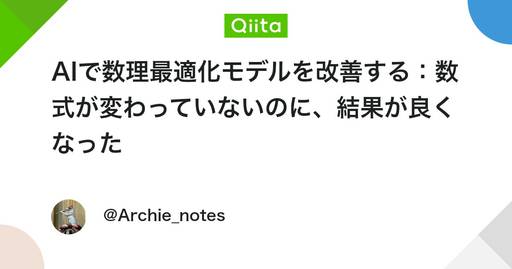 Qiita
AIで数理最適化モデルを改善する：数
式が変わっていないのに、結果が良く
なった
@Archie_notes